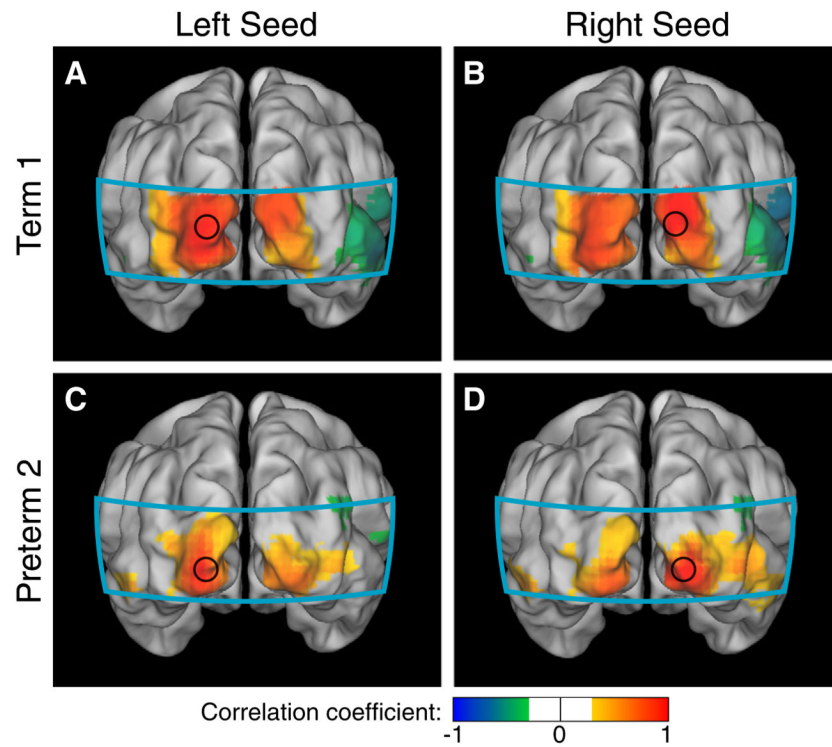 Left Seed
Right Seed
Term 1
A
B
Preterm 2
C
D
Correlation coefficient:
-1
0
1